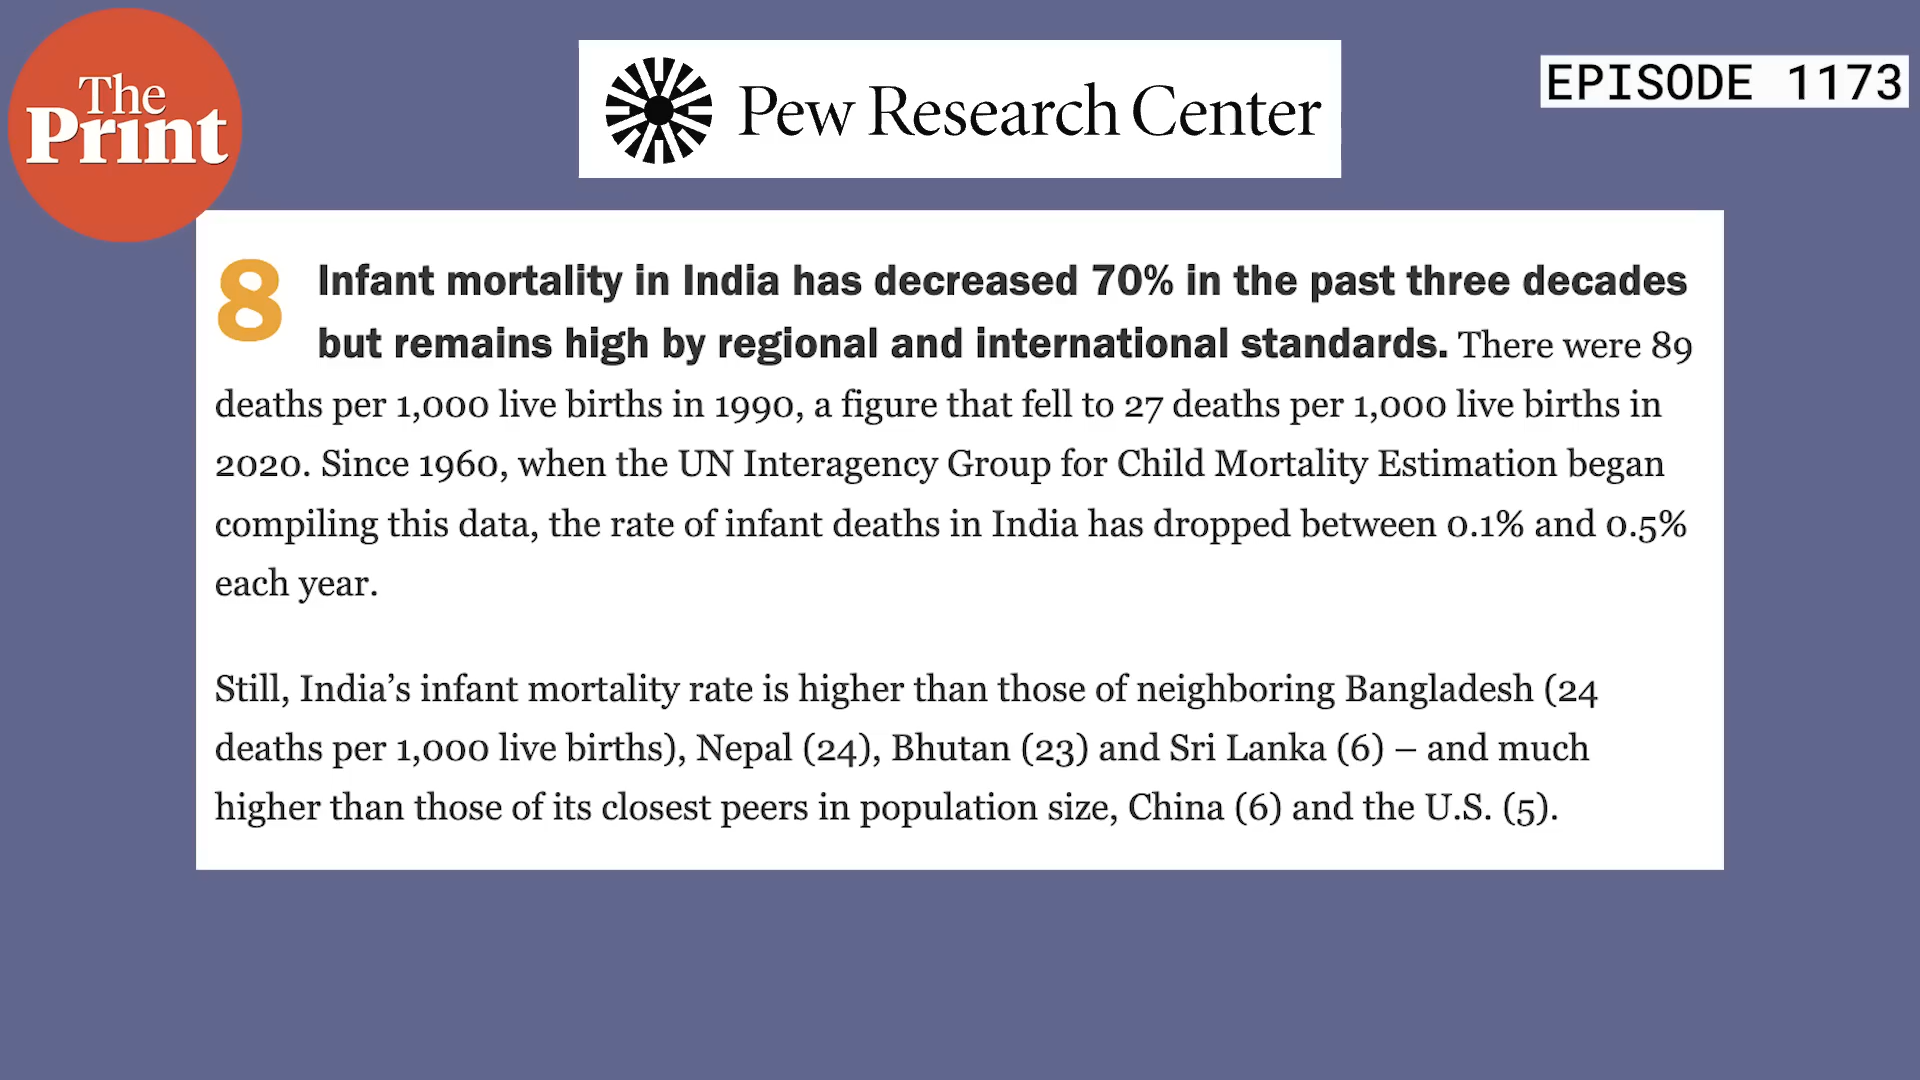 The
Print
Pew Research Center
EPISODE 1173
8
Infant mortality in India has decreased 70% in the past three decades
but remains high by regional and international standards. There were 89
deaths per 1,000 live births in 1990, a figure that fell to 27 deaths per 1,000 live births in
2020. Since 1960, when the UN Interagency Group for Child Mortality Estimation began
compiling this data, the rate of infant deaths in India has dropped between 0.1% and 0.5%
each year.
Still, India’s infant mortality rate is higher than those of neighboring Bangladesh (24
deaths per 1,000 live births), Nepal (24), Bhutan (23) and Sri Lanka (6) – and much
higher than those of its closest peers in population size, China (6) and the U.S. (5).